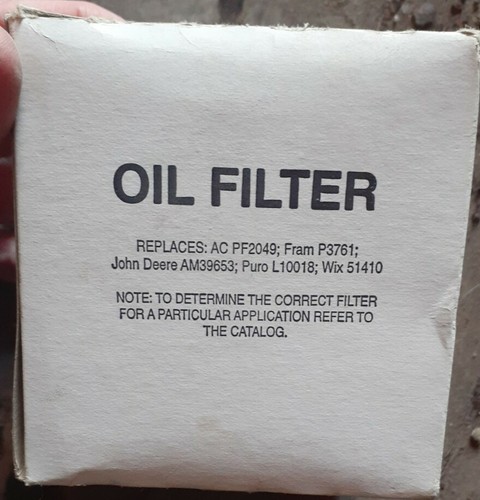 OIL FILTER
REPLACES: AC PF2049; Fram P3761;
John Deere AM39653; Puro L10018; Wix 51410
NOTE: TO DETERMINE THE CORRECT FILTER
FOR A PARTICULAR APPLICATION REFER TO
THE CATALOG.